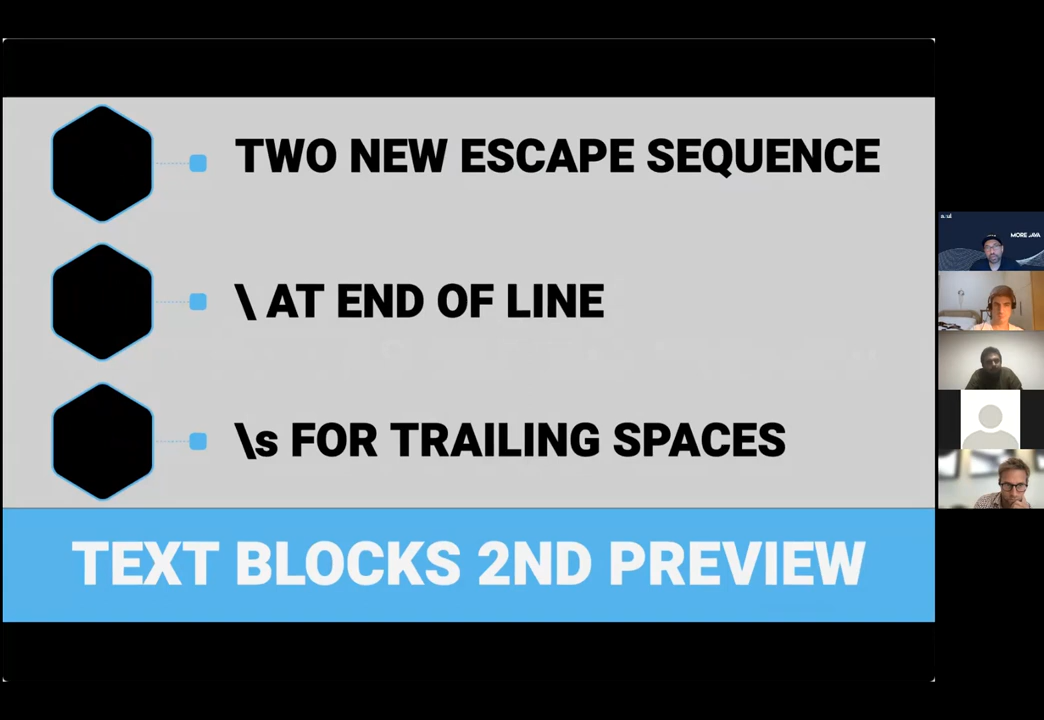 TWO NEW ESCAPE SEQUENCE
\ AT END OF LINE
\s FOR TRAILING SPACES
TEXT BLOCKS 2ND PREVIEW
MORE JAVA